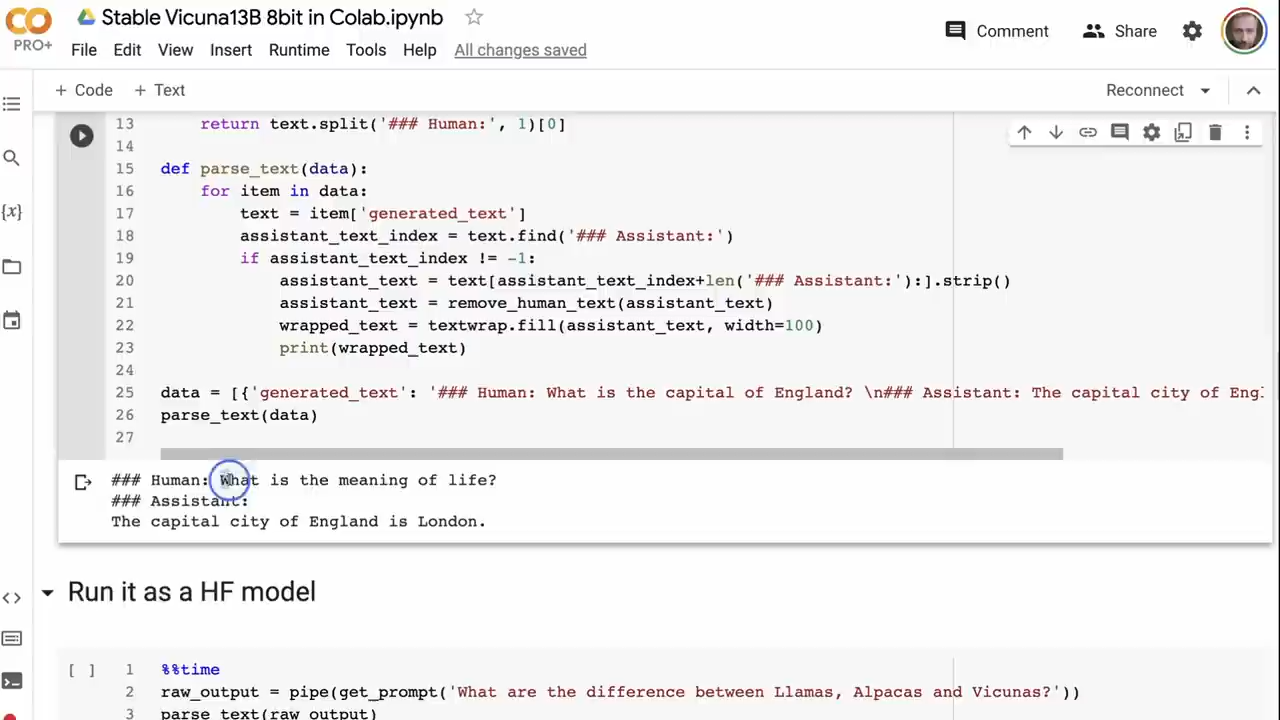 Stable Vicuna13B 8bit in Colab.ipynb
PRO+
File Edit View Insert Runtime Tools Help All changes saved
Comment Share
+ Code + Text
Reconnect
13 return text.split('### Human:', 1)[0]
14
15 def parse_text(data):
16 for item in data:
17 text = item['generated_text']
18 assistant_text_index = text.find('### Assistant:')
19 if assistant_text_index != -1:
20 assistant_text = text[assistant_text_index+len('### Assistant:'):].strip()
21 assistant_text = remove_human_text(assistant_text)
22 wrapped_text = textwrap.fill(assistant_text, width=100)
23 print(wrapped_text)
24
25 data = [{'generated_text': '### Human: What is the capital of England? \n### Assistant: The capital city of Engl
26 parse_text(data)
27
### Human: What is the meaning of life?
### Assistant:
The capital city of England is London.
Run it as a HF model
[ ] 1 %%time
2 raw_output = pipe(get_prompt('What are the difference between Llamas, Alpacas and Vicunas?'))
3 parse_text(raw_output)